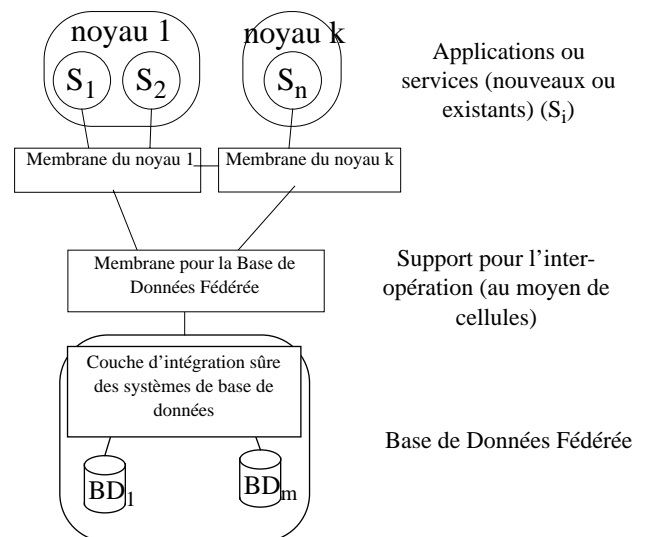 noyau 1
noyau k
S1
S2
Sn
Applications ou
services (nouveaux ou
existants) (Si)
Membrane du noyau 1
Membrane du noyau k
Membrane pour la Base de
Données Fédérée
Support pour l’inter-
opération (au moyen de
cellules)
Couche d’intégration sûre
des systèmes de base de
données
Base de Données Fédérée
BD1
BDm